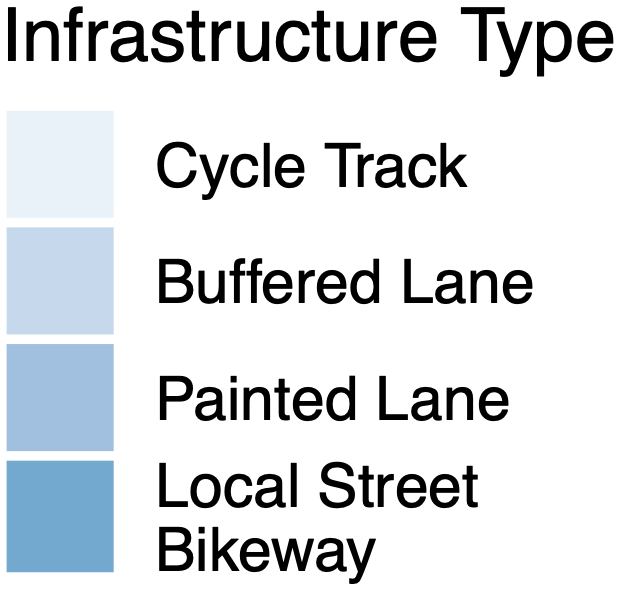 Infrastructure Type
Cycle Track
Buffered Lane
Painted Lane
Local Street
Bikeway